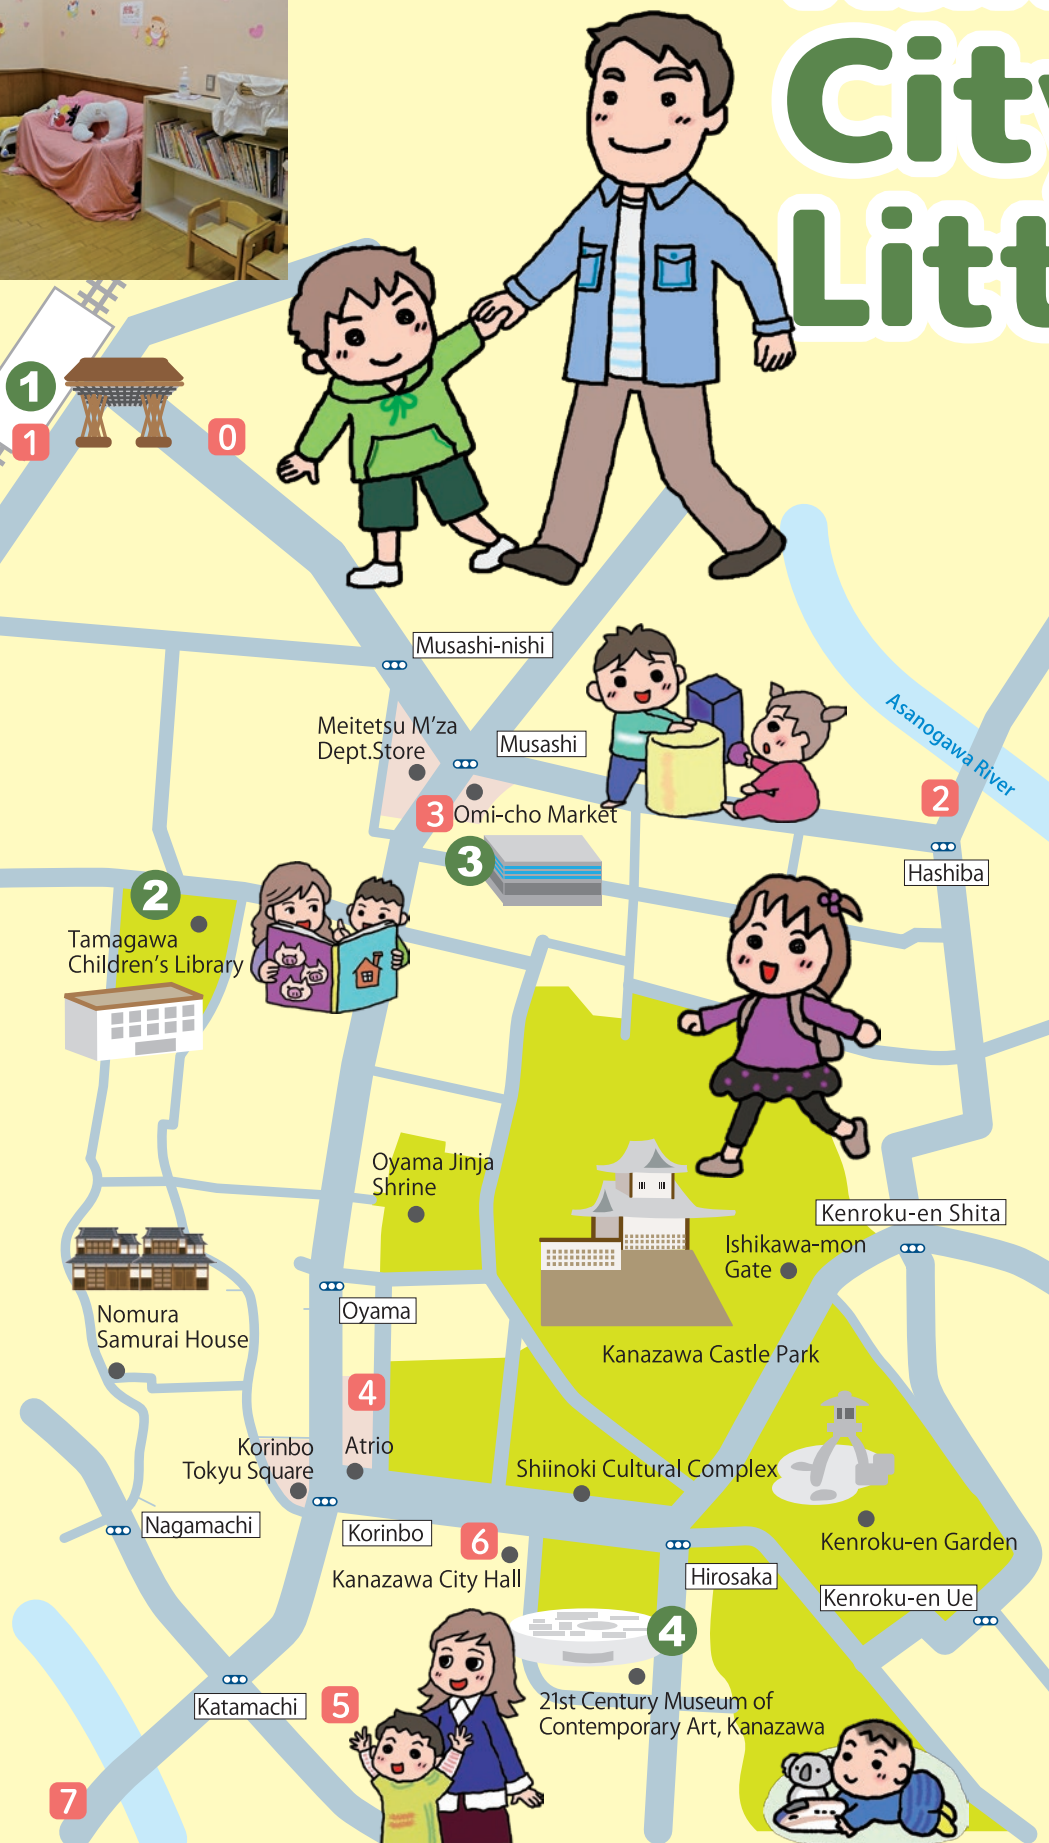 City
Litt
1
1
0
Musashi-nishi
Meitetsu M'za
Dept.Store
Musashi
Asanogawa River
2
3
Omi-cho Market
3
Hashiba
2
Tamagawa
Children's Library
Oyama Jinja
Shrine
Kenroku-en Shita
Ishikawa-mon
Gate
Oyama
Nomura
Samurai House
Kanazawa Castle Park
4
Korinbo
Tokyu Square
Atrio
Shiinoki Cultural Complex
Nagamachi
Korinbo
6
Kanazawa City Hall
Kenroku-en Garden
Hirosaka
Kenroku-en Ue
4
Katamachi
5
21st Century Museum of
Contemporary Art, Kanazawa
7